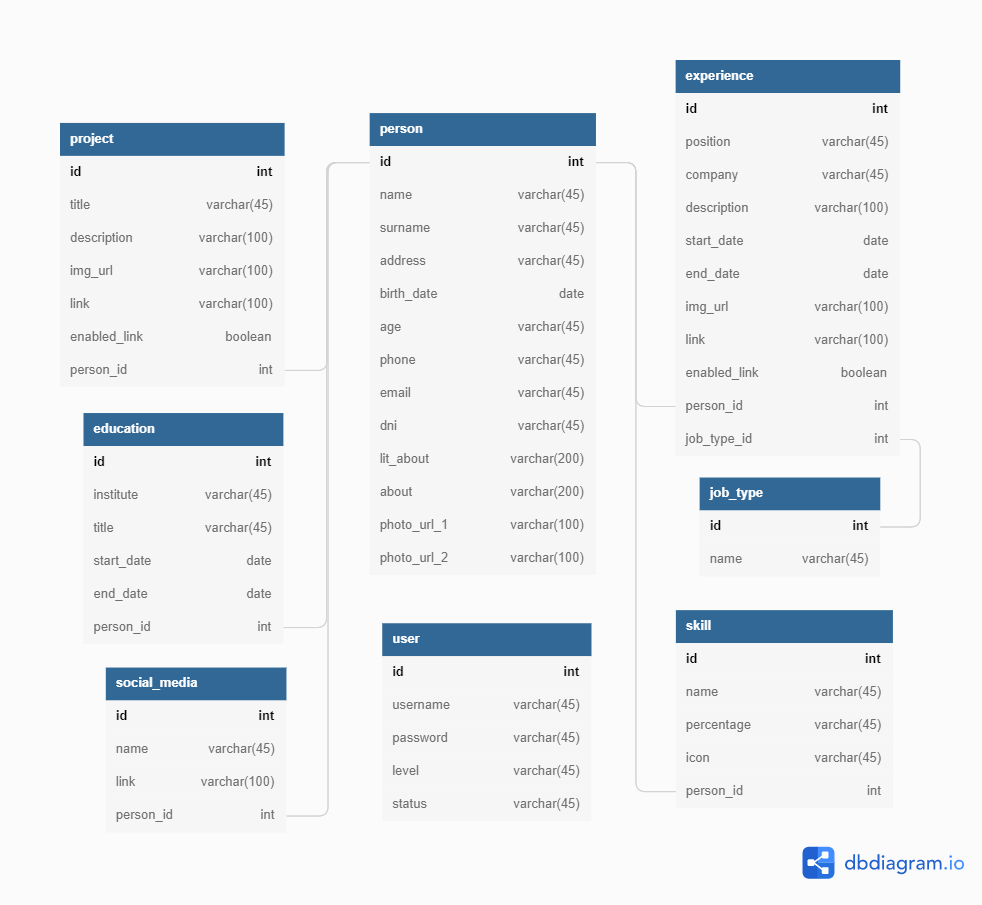 project
id int
title varchar(45)
description varchar(100)
img_url varchar(100)
link varchar(100)
enabled_link boolean
person_id int
education
id int
institute varchar(45)
title varchar(45)
start_date date
end_date date
person_id int
social_media
id int
name varchar(45)
link varchar(100)
person_id int
person
id int
name varchar(45)
surname varchar(45)
address varchar(45)
birth_date date
age varchar(45)
phone varchar(45)
email varchar(45)
dni varchar(45)
lit_about varchar(200)
about varchar(200)
photo_url_1 varchar(100)
photo_url_2 varchar(100)
user
id int
username varchar(45)
password varchar(45)
level varchar(45)
status varchar(45)
experience
id int
position varchar(45)
company varchar(45)
description varchar(100)
start_date date
end_date date
img_url varchar(100)
link varchar(100)
enabled_link boolean
person_id int
job_type_id int
job_type
id int
name varchar(45)
skill
id int
name varchar(45)
percentage varchar(45)
icon varchar(45)
person_id int
dbdiagram.io